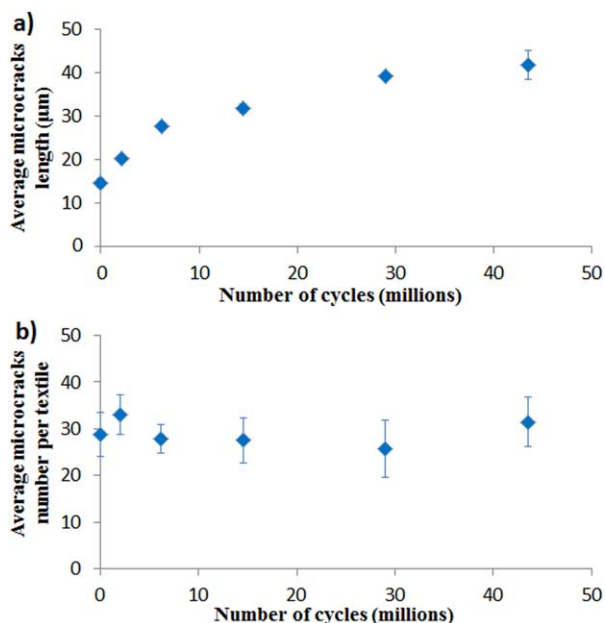 a)
50
40
30
20
10
0
Average microcracks
length (µm)
0 10 20 30 40 50
Number of cycles (millions)
b)
50
40
30
20
10
0
Average microcracks
number per textile
0 10 20 30 40 50
Number of cycles (millions)